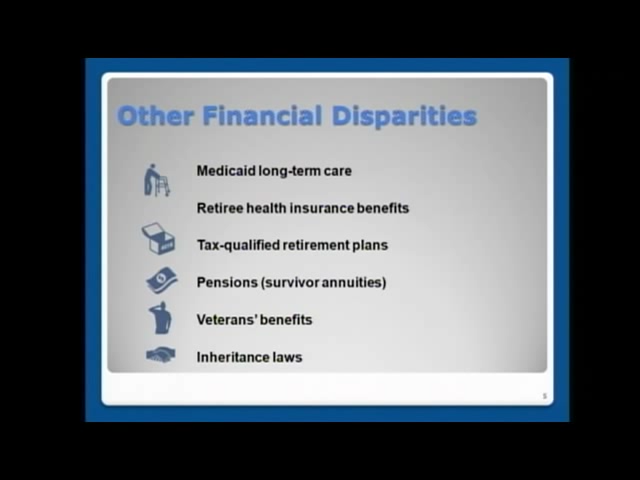 Other Financial Disparities
Medicaid long-term care
Retiree health insurance benefits
Tax-qualified retirement plans
Pensions (survivor annuities)
Veterans' benefits
Inheritance laws
5